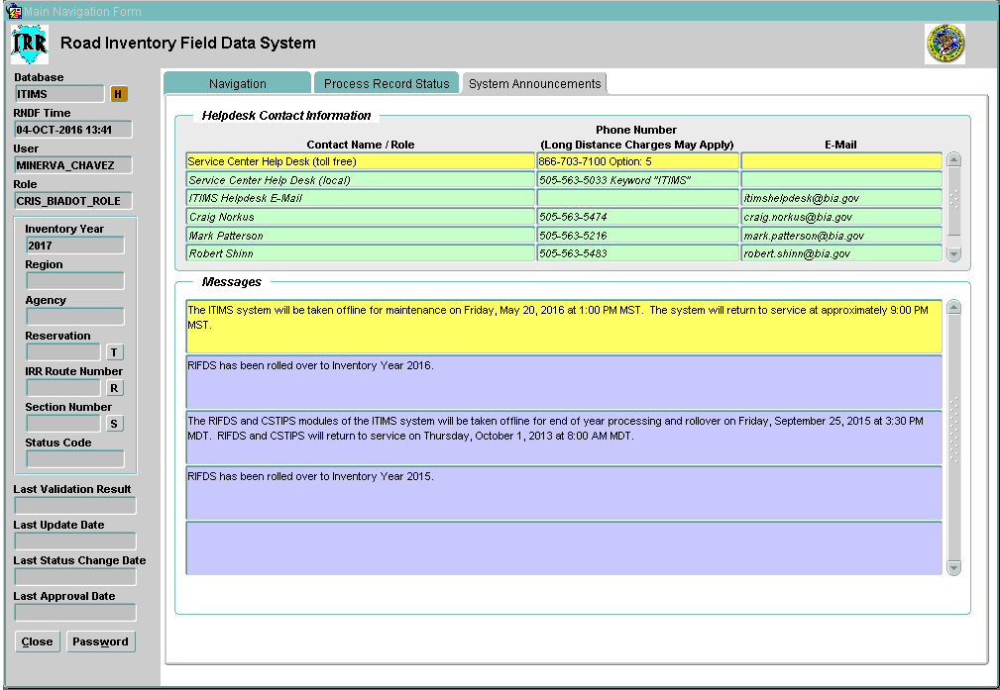 Main Navigation Form
IRR
Road Inventory Field Data System
Database
ITIMS
H
RNDF Time
04-OCT-2016 13:41
User
MINERVA_CHAVEZ
Role
CRIS_BIADOT_ROLE
Inventory Year
2017
Region
Agency
Reservation
T
IRR Route Number
R
Section Number
S
Status Code
Last Validation Result
Last Update Date
Last Status Change Date
Last Approval Date
Close Password
Navigation Process Record Status System Announcements
Helpdesk Contact Information
Phone Number
Contact Name / Role (Long Distance Charges May Apply) E-Mail
Service Center Help Desk (toll free) 866-703-7100 Option: 5
Service Center Help Desk (local) 505-563-5033 Keyword "ITIMS"
ITIMS Helpdesk E-Mail itimshelpdesk@bia.gov
Craig Norkus 505-563-5474 craig.norkus@bia.gov
Mark Patterson 505-563-5216 mark.patterson@bia.gov
Robert Shinn 505-563-5483 robert.shinn@bia.gov
Messages
The ITIMS system will be taken offline for maintenance on Friday, May 20, 2016 at 1:00 PM MST.  The system will return to service at approximately 9:00 PM
MST.
RIFDS has been rolled over to Inventory Year 2016.
The RIFDS and CSTIPS modules of the ITIMS system will be taken offline for end of year processing and rollover on Friday, September 25, 2015 at 3:30 PM
MDT.  RIFDS and CSTIPS will return to service on Thursday, October 1, 2013 at 8:00 AM MDT.
RIFDS has been rolled over to Inventory Year 2015.